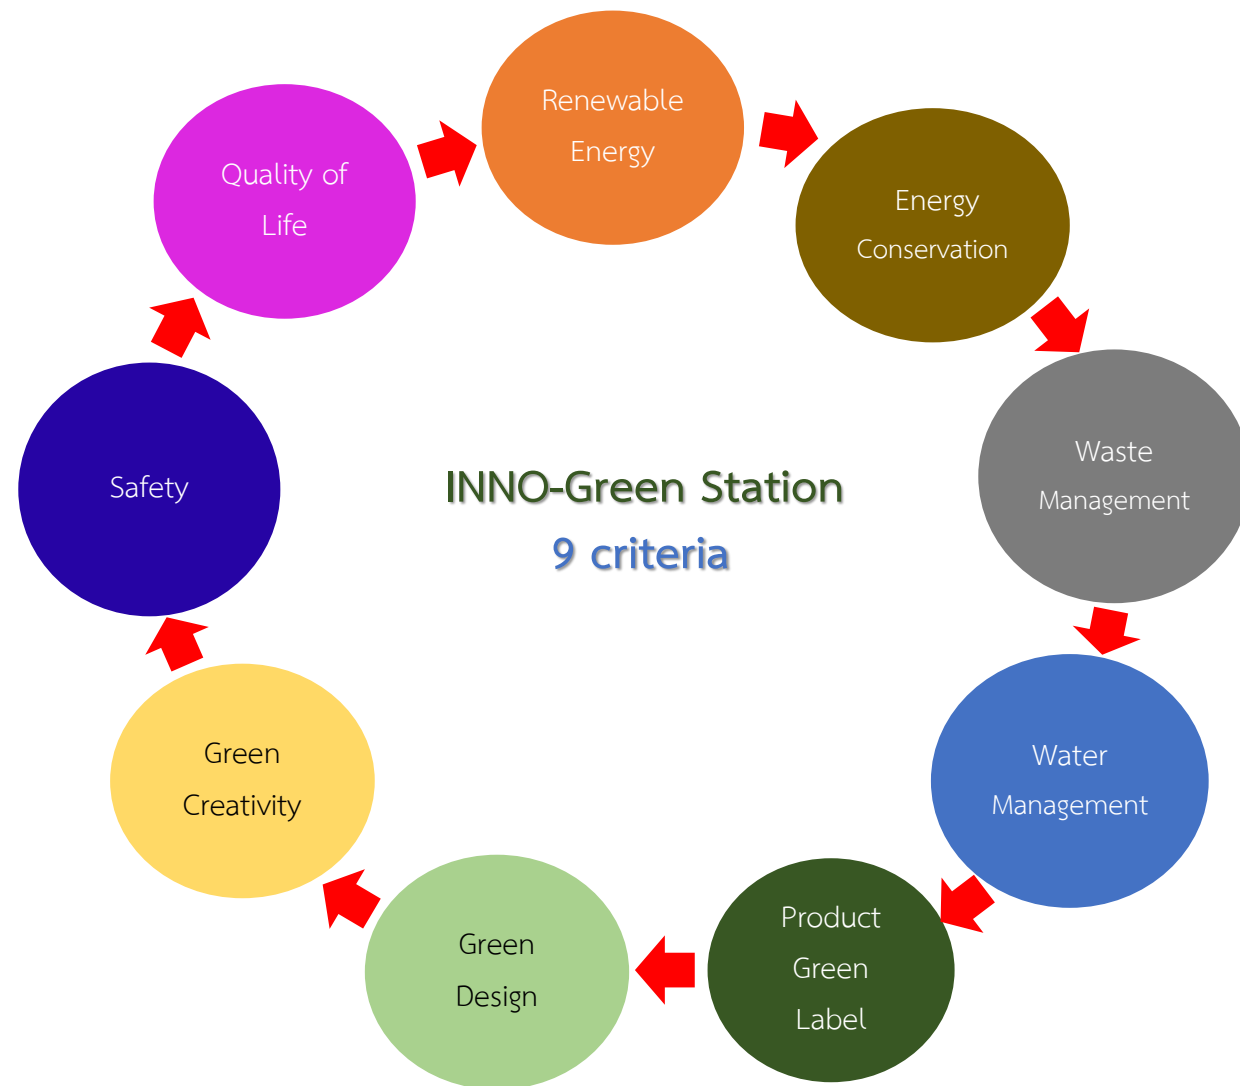 Renewable
Energy
Energy
Conservation
Waste
Management
Water
Management
Product
Green
Label
Green
Design
Green
Creativity
Safety
Quality of
Life
INNO-Green Station
9 criteria